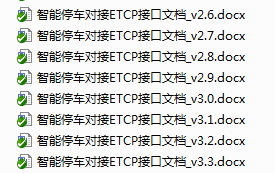 智能停车对接ETCP接口文档_v2.6.docx
智能停车对接ETCP接口文档_v2.7.docx
智能停车对接ETCP接口文档_v2.8.docx
智能停车对接ETCP接口文档_v2.9.docx
智能停车对接ETCP接口文档_v3.0.docx
智能停车对接ETCP接口文档_v3.1.docx
智能停车对接ETCP接口文档_v3.2.docx
智能停车对接ETCP接口文档_v3.3.docx